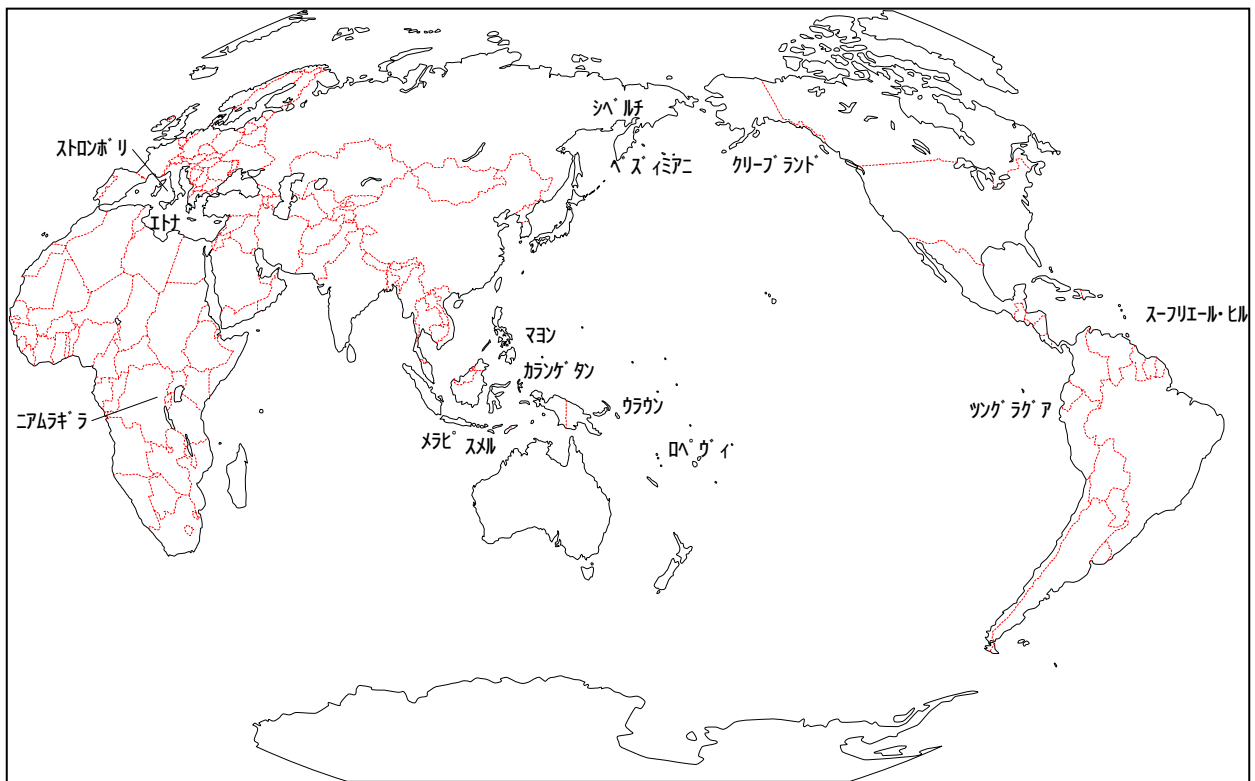 シベルチ
ストロンボリ
ベズィミアニ
クリーブランド
エトナ
スーフリエール・ヒル
マヨン
カランゲタン
ニアムラギラ
ウラウン
ツングラグア
メラピ
スメル
ロペヴィ